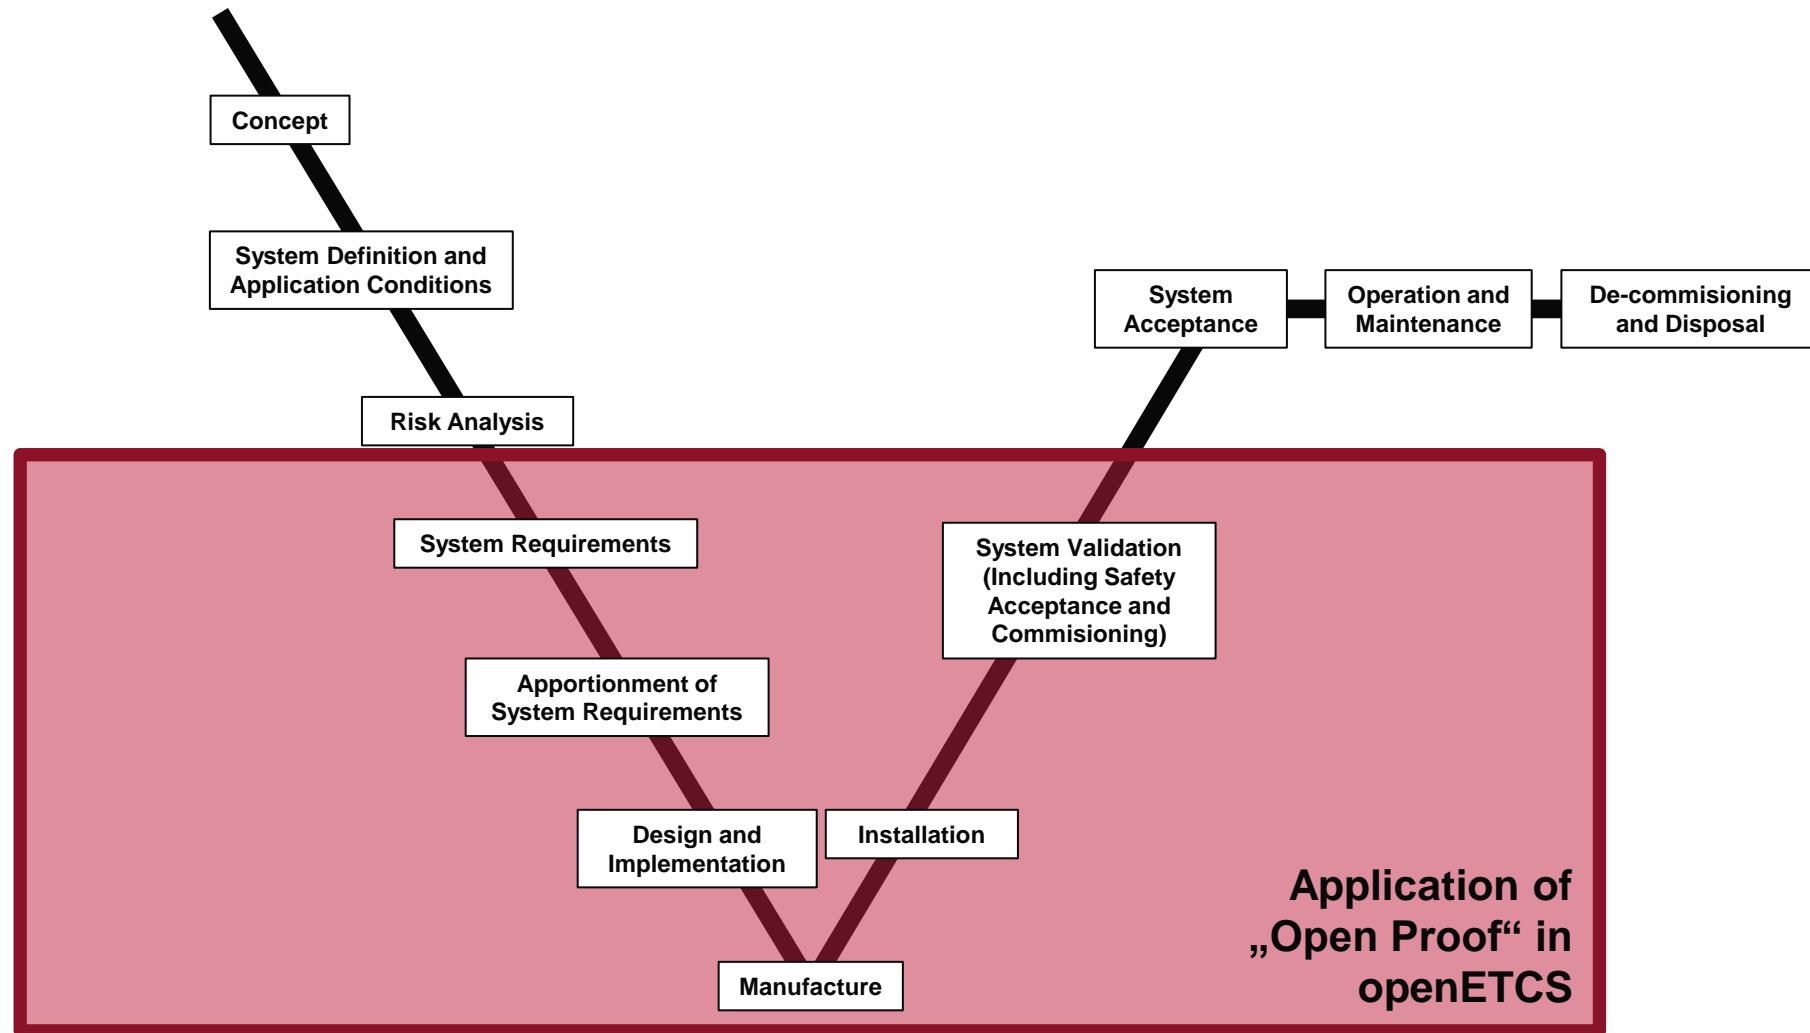 Concept
System Definition and
Application Conditions
Risk Analysis
System Requirements
Apportionment of
System Requirements
Design and
Implementation
Manufacture
Installation
System Validation
(Including Safety
Acceptance and
Commisioning)
System
Acceptance
Operation and
Maintenance
De-commisioning
and Disposal
Application of
„Open Proof“ in
openETCS